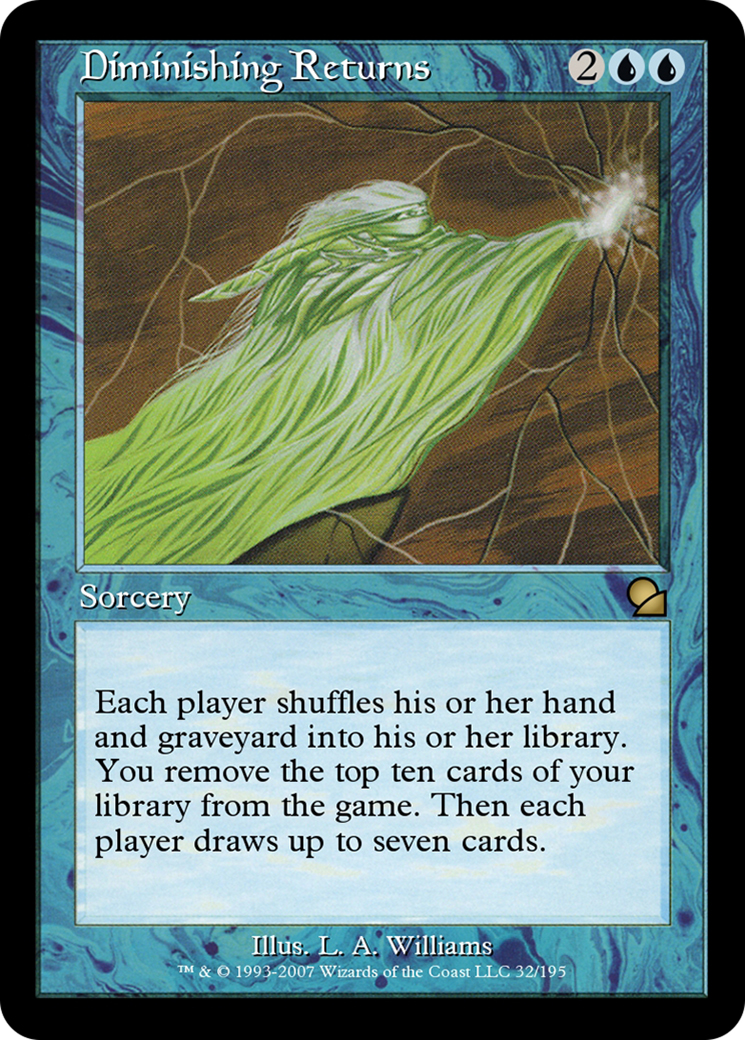 Diminishing Returns 2
Sorcery
Each player shuffles his or her hand
and graveyard into his or her library.
You remove the top ten cards of your
library from the game. Then each
player draws up to seven cards.
Illus. L. A. Williams
™ & © 1993-2007 Wizards of the Coast LLC 32/195